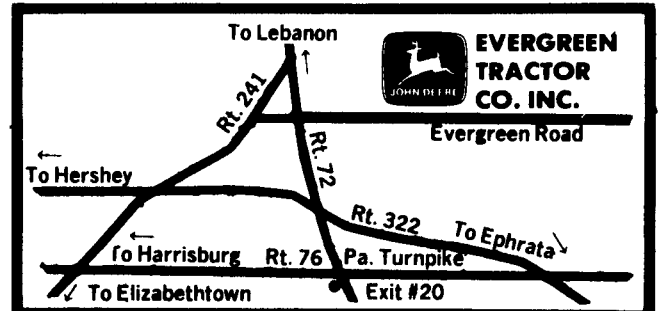 To Lebanon
EVERGREEN
TRACTOR
CO. INC.
JOHN DEERE
Rt. 241
Evergreen Road
Rt. 72
To Hershey
Rt. 322
To Ephrata
To Harrisburg
Rt. 76
Pa. Turnpike
To Elizabethtown
Exit #20